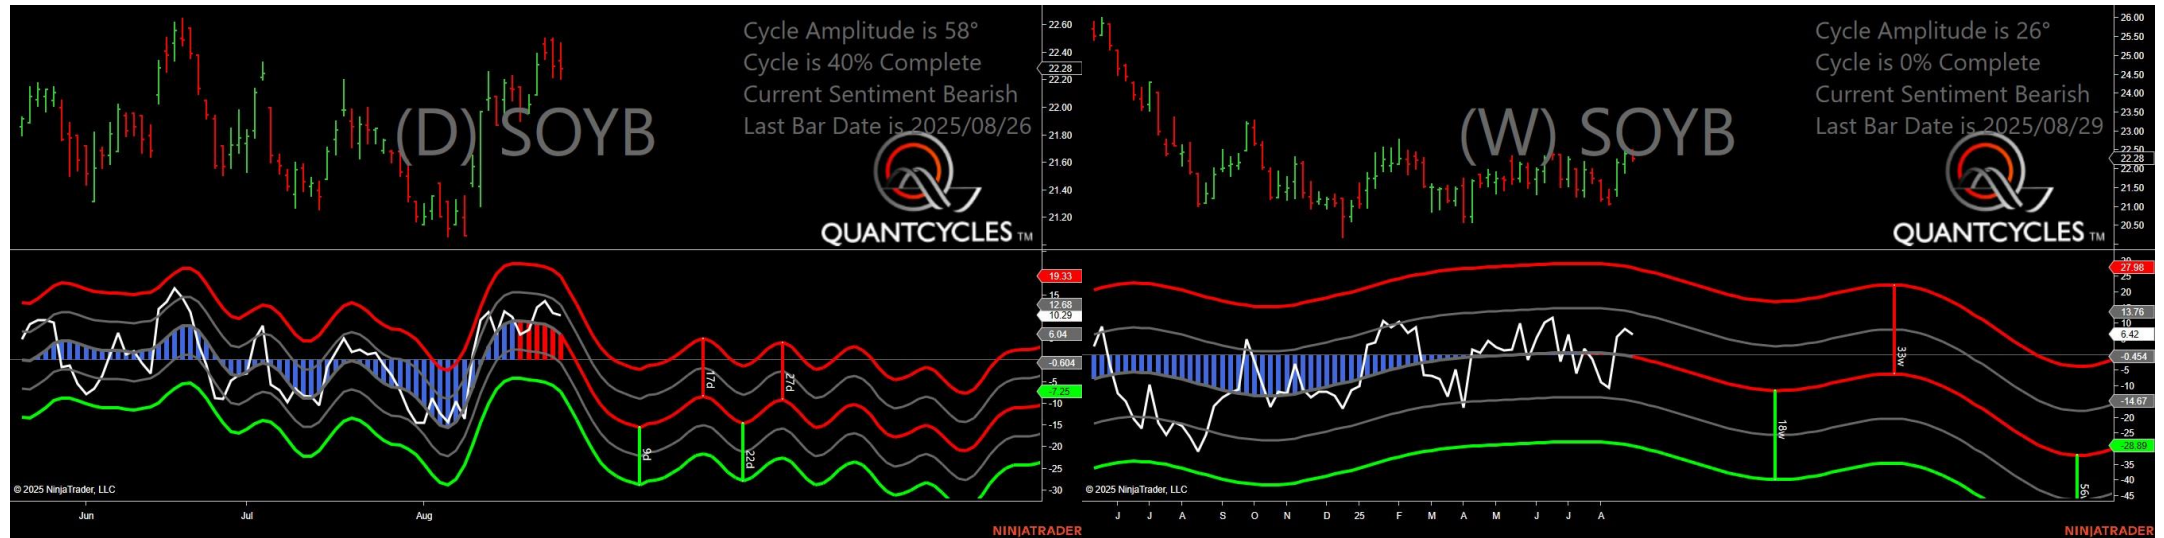 Cycle Amplitude is 58°
Cycle is 40% Complete
Current Sentiment Bearish
Last Bar Date is 2025/08/26
(D) SOYB
QUANTCYCLES TM
22.60
22.40
22.28
22.20
22.00
21.80
21.60
21.40
21.20
19.33
15
12.68
10.29
6.04
-0.604
-5
-7.25
-10
-15
-20
-25
-30
9d
17d
22d
27d
© 2025 NinjaTrader, LLC
Jun Jul Aug
NINJATRADER
Cycle Amplitude is 26°
Cycle is 0% Complete
Current Sentiment Bearish
Last Bar Date is 2025/08/29
(W) SOYB
QUANTCYCLES TM
26.00
25.50
25.00
24.50
24.00
23.50
23.00
22.50
22.28
22.00
21.50
21.00
20.50
27.98
25
20
13.76
10
6.42
-0.454
-5
-10
-14.67
-20
-25
-28.89
-35
-40
-45
18w
33w
© 2025 NinjaTrader, LLC
J J A S O N D 25 F M A M J J A
NINJATRADER